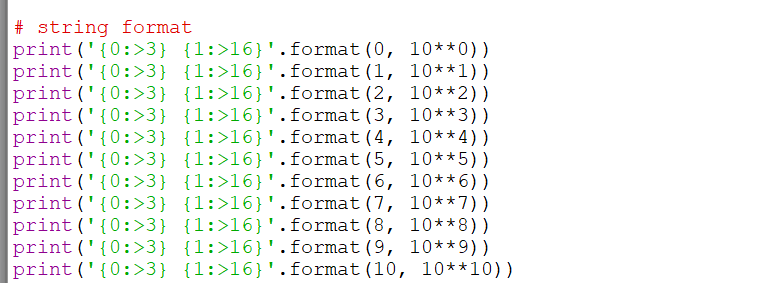 # string format
print('{0:>3} {1:>16}'.format(0, 10**0))
print('{0:>3} {1:>16}'.format(1, 10**1))
print('{0:>3} {1:>16}'.format(2, 10**2))
print('{0:>3} {1:>16}'.format(3, 10**3))
print('{0:>3} {1:>16}'.format(4, 10**4))
print('{0:>3} {1:>16}'.format(5, 10**5))
print('{0:>3} {1:>16}'.format(6, 10**6))
print('{0:>3} {1:>16}'.format(7, 10**7))
print('{0:>3} {1:>16}'.format(8, 10**8))
print('{0:>3} {1:>16}'.format(9, 10**9))
print('{0:>3} {1:>16}'.format(10, 10**10))